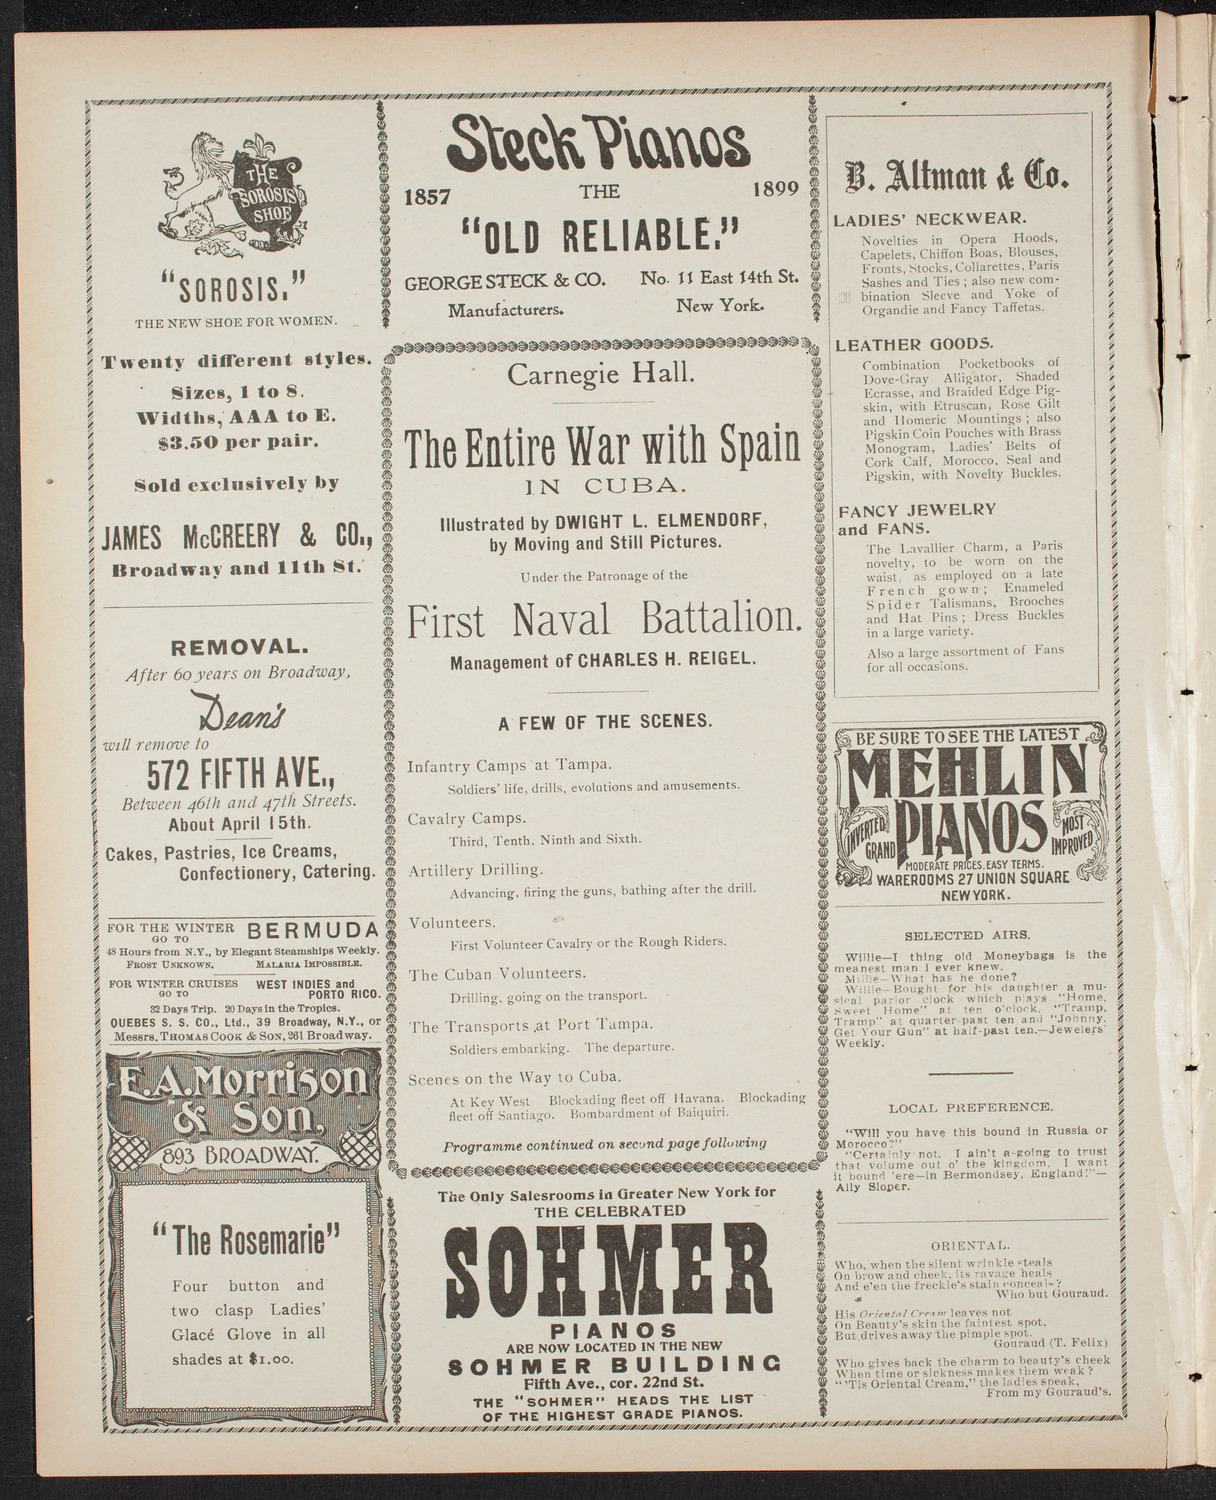 THE
SOROSIS
SHOE
"SOROSIS."
THE NEW SHOE FOR WOMEN.
Twenty different styles.
Sizes, 1 to 8.
Widths, AAA to E.
$3.50 per pair.
Sold exclusively by
JAMES McCREERY & CO.,
Broadway and 11th St.
REMOVAL.
After 60 years on Broadway,
Dean's
will remove to
572 FIFTH AVE.,
Between 46th and 47th Streets.
About April 15th.
Cakes, Pastries, Ice Creams,
Confectionery, Catering.
FOR THE WINTER
GO TO
BERMUDA
48 Hours from N.Y., by Elegant Steamships Weekly.
FROST UNKNOWN. MALARIA IMPOSSIBLE.
FOR WINTER CRUISES
GO TO
WEST INDIES and
PORTO RICO.
32 Days Trip. 20 Days in the Tropics.
QUEBES S. S. CO., Ltd., 39 Broadway, N.Y., or
Messrs. THOMAS COOK & SON, 261 Broadway.
E.A. Morrison
& Son,
893 BROADWAY.
"The Rosemarie"
Four button and
two clasp Ladies'
Glacé Glove in all
shades at $1.00.
Steck Pianos
1857 THE 1899
"OLD RELIABLE."
GEORGE STECK & CO. No. 11 East 14th St.
Manufacturers. New York.
Carnegie Hall.
The Entire War with Spain
IN CUBA.
Illustrated by DWIGHT L. ELMENDORF,
by Moving and Still Pictures.
Under the Patronage of the
First Naval Battalion.
Management of CHARLES H. REIGEL.
A FEW OF THE SCENES.
Infantry Camps at Tampa.
Soldiers' life, drills, evolutions and amusements.
Cavalry Camps.
Third, Tenth, Ninth and Sixth.
Artillery Drilling.
Advancing, firing the guns, bathing after the drill.
Volunteers.
First Volunteer Cavalry or the Rough Riders.
The Cuban Volunteers.
Drilling, going on the transport.
The Transports at Port Tampa.
Soldiers embarking. The departure.
Scenes on the Way to Cuba.
At Key West Blockading fleet off Havana. Blockading
fleet off Santiago. Bombardment of Baiquiri.
Programme continued on second page following
The Only Salesrooms in Greater New York for
THE CELEBRATED
SOHMER
PIANOS
ARE NOW LOCATED IN THE NEW
SOHMER BUILDING
Fifth Ave., cor. 22nd St.
THE "SOHMER" HEADS THE LIST
OF THE HIGHEST GRADE PIANOS.
B. Altman & Co.
LADIES' NECKWEAR.
Novelties in Opera Hoods,
Capelets, Chiffon Boas, Blouses,
Fronts, Stocks, Collarettes, Paris
Sashes and Ties; also new com-
bination Sleeve and Yoke of
Organdie and Fancy Taffetas.
LEATHER GOODS.
Combination Pocketbooks of
Dove-Gray Alligator, Shaded
Ecrasse, and Braided Edge Pig-
skin, with Etruscan, Rose Gilt
and Homeric Mountings; also
Pigskin Coin Pouches with Brass
Monogram, Ladies' Belts of
Cork Calf, Morocco, Seal and
Pigskin, with Novelty Buckles.
FANCY JEWELRY
and FANS.
The Lavallier Charm, a Paris
novelty, to be worn on the
waist, as employed on a late
French gown; Enameled
Spider Talismans, Brooches
and Hat Pins; Dress Buckles
in a large variety.
Also a large assortment of Fans
for all occasions.
BE SURE TO SEE THE LATEST
MEHLIN
PIANOS
INVERTED
GRAND
MOST
IMPROVED
MODERATE PRICES. EASY TERMS.
WAREROOMS 27 UNION SQUARE
NEW YORK.
SELECTED AIRS.
Willie—I thing old Moneybags is the
meanest man I ever knew.
Millie—What has he done?
Willie—Bought for his daughter a mu-
sical parlor clock which plays "Home,
Sweet Home" at ten o'clock, "Tramp,
Tramp" at quarter-past ten and "Johnny,
Get Your Gun" at half-past ten.—Jewelers'
Weekly.
LOCAL PREFERENCE.
"Will you have this bound in Russia or
Morocco?"
"Certainly not. I ain't a-going to trust
that volume out o' the kingdom. I want
it bound 'ere—in Bermondsey, England!"—
Ally Sloper.
ORIENTAL.
Who, when the silent wrinkle steals
On brow and cheek, its ravage heals
And e'en the freckle's stain conceals?
Who but Gouraud.
His Oriental Cream leaves not
On Beauty's skin the faintest spot,
But drives away the pimple spot.
Gouraud (T. Felix)
Who gives back the charm to beauty's cheek
When time or sickness makes them weak?
"'Tis Oriental Cream," the ladies speak,
From my Gouraud's.